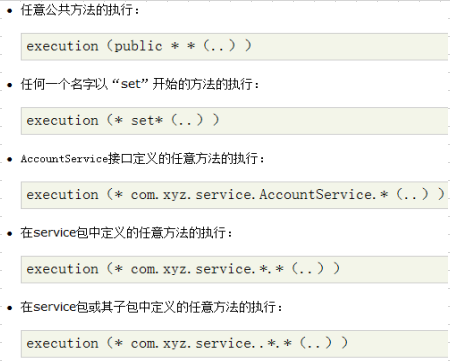 任意公共方法的执行：
execution（public * *（..））
任何一个名字以“set”开始的方法的执行：
execution（* set*（..））
AccountService接口定义的任意方法的执行：
execution（* com.xyz.service.AccountService.*（..））
在service包中定义的任意方法的执行：
execution（* com.xyz.service.*.*（..））
在service包或其子包中定义的任意方法的执行：
execution（* com.xyz.service..*.*（..））